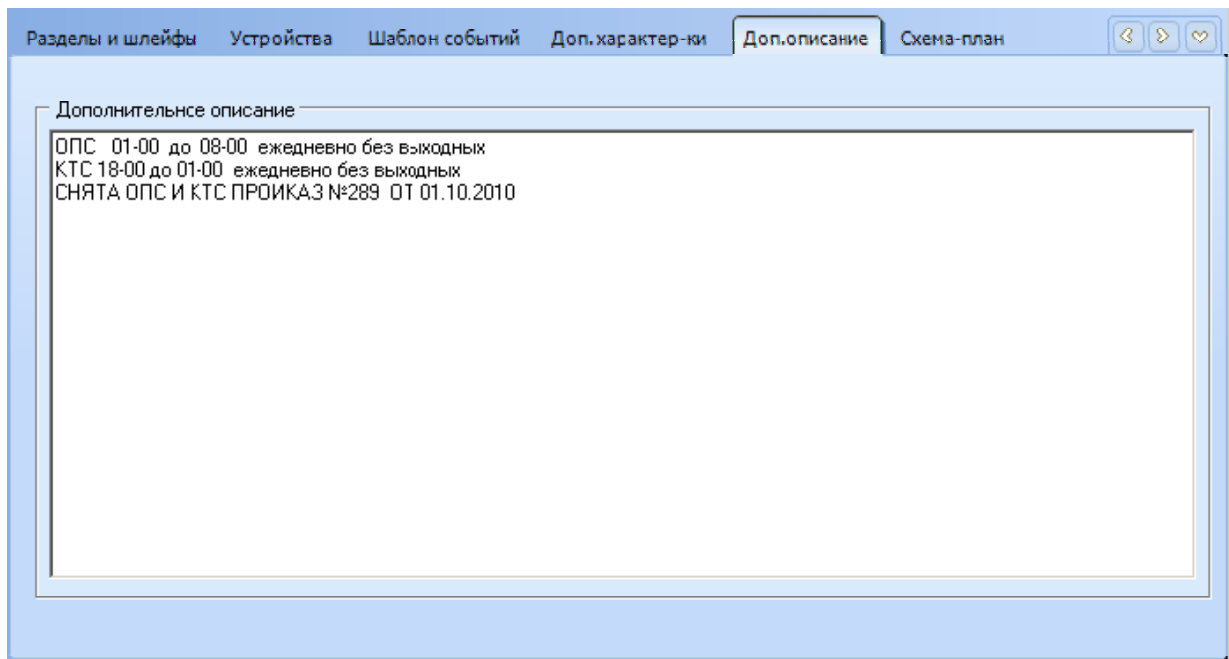 Разделы и шлейфы Устройства Шаблон событий Доп.характер-ки Доп.описание Схема-план
Дополнительнсе описание
ОПС 01-00 до 08-00 ежедневно без выходных
КТС 18-00 до 01-00 ежедневно без выходных
СНЯТА ОПС И КТС ПРОИКАЗ №289 ОТ 01.10.2010